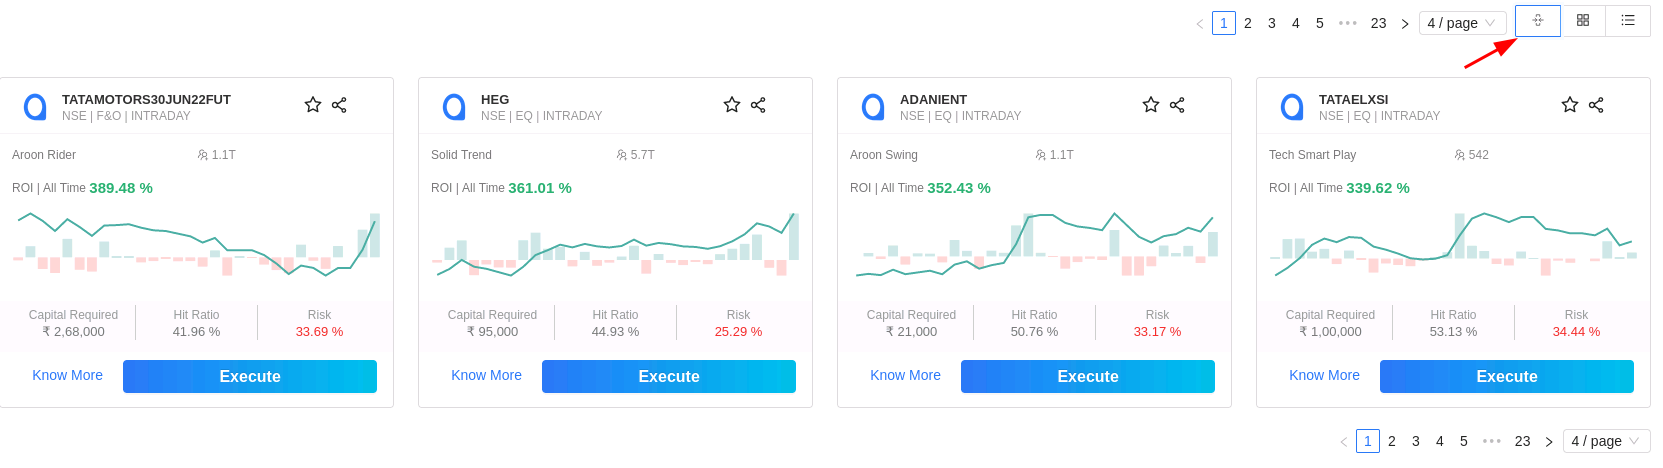 1 2 3 4 5 ••• 23 4 / page
TATAMOTORS30JUN22FUT
NSE | F&O | INTRADAY
Aroon Rider 1.1T
ROI | All Time 389.48 %
Capital Required Hit Ratio Risk
₹ 2,68,000 41.96 % 33.69 %
Know More Execute
HEG
NSE | EQ | INTRADAY
Solid Trend 5.7T
ROI | All Time 361.01 %
Capital Required Hit Ratio Risk
₹ 95,000 44.93 % 25.29 %
Know More Execute
ADANIENT
NSE | EQ | INTRADAY
Aroon Swing 1.1T
ROI | All Time 352.43 %
Capital Required Hit Ratio Risk
₹ 21,000 50.76 % 33.17 %
Know More Execute
TATAELXSI
NSE | EQ | INTRADAY
Tech Smart Play 542
ROI | All Time 339.62 %
Capital Required Hit Ratio Risk
₹ 1,00,000 53.13 % 34.44 %
Know More Execute
1 2 3 4 5 ••• 23 4 / page